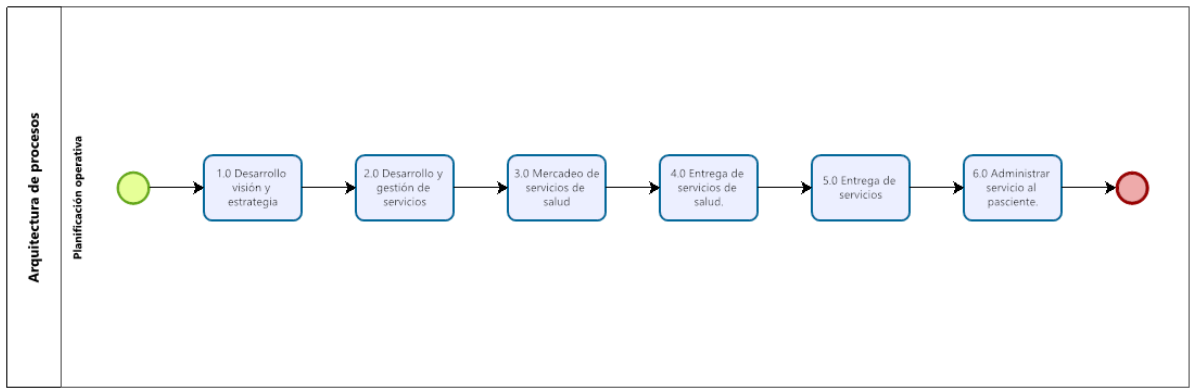 Arquitectura de procesos
Planificación operativa
1.0 Desarrollo
visión y
estrategia
2.0 Desarrollo y
gestión de
servicios
3.0 Mercadeo de
servicios de
salud
4.0 Entrega de
servicios de
salud.
5.0 Entrega de
servicios
6.0 Administrar
servicio al
pasciente.